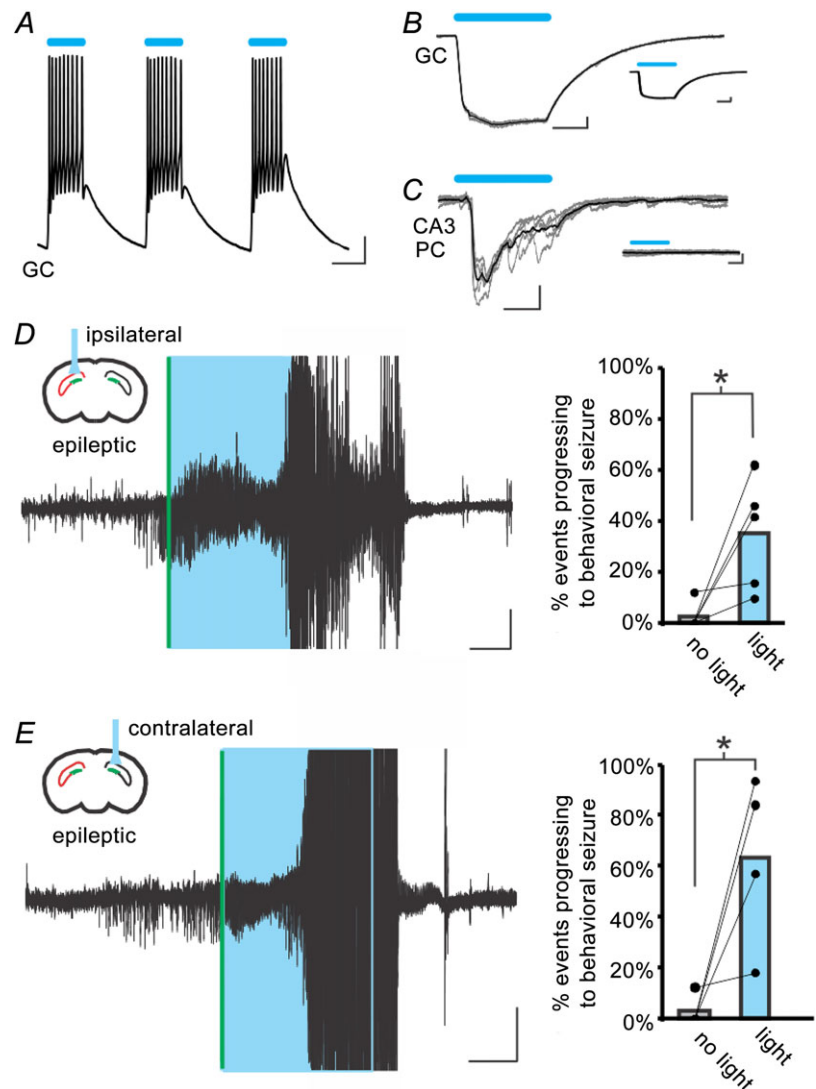 A
GC
B
GC
C
CA3
PC
D
ipsilateral
epileptic
% events progressing
to behavioral seizure
100%
80%
60%
40%
20%
0%
*
no light
light
E
contralateral
epileptic
% events progressing
to behavioral seizure
100%
80%
60%
40%
20%
0%
*
no light
light